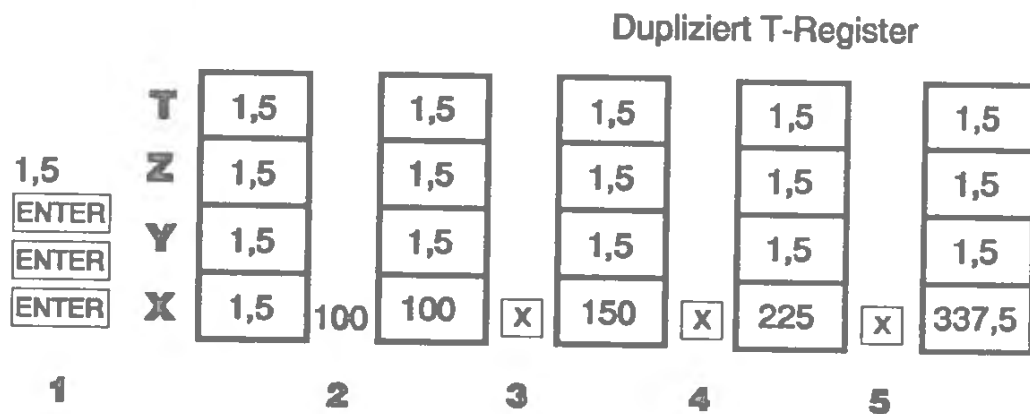 Dupliziert T-Register
T 1,5 1,5 1,5 1,5 1,5
1,5 Z 1,5 1,5 1,5 1,5 1,5
ENTER
ENTER Y 1,5 1,5 1,5 1,5 1,5
ENTER X 1,5 100 100 X 150 X 225 X 337,5
1 2 3 4 5